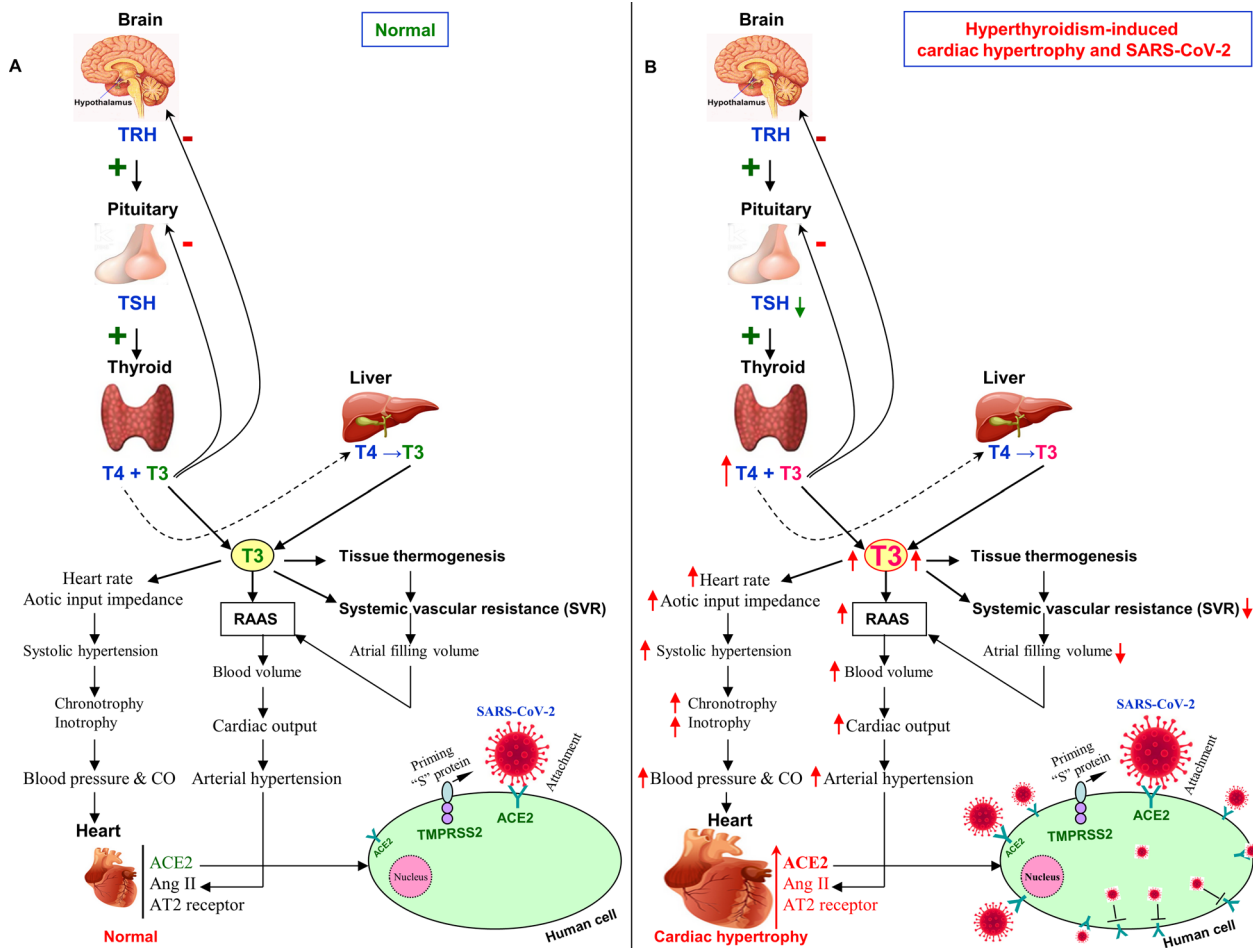 A
Normal
Brain
Hypothalamus
TRH
-
+
Pituitary
-
TSH
+
Thyroid
Liver
T4 + T3
T4 → T3
T3
Tissue thermogenesis
Heart rate
Aotic input impedance
RAAS
Systemic vascular resistance (SVR)
Systolic hypertension
Blood volume
Atrial filling volume
Chronotrophy
Inotrophy
Cardiac output
SARS-CoV-2
Blood pressure & CO
Arterial hypertension
Priming
"S" protein
Attachment
Heart
TMPRSS2
ACE2
ACE2
Nucleus
ACE2
Ang II
AT2 receptor
Normal
Human cell
B
Hyperthyroidism-induced
cardiac hypertrophy and SARS-CoV-2
Brain
Hypothalamus
TRH
-
+
Pituitary
-
TSH
+
Thyroid
Liver
T4 + T3
T4 → T3
T3
Tissue thermogenesis
Heart rate
Aotic input impedance
RAAS
Systemic vascular resistance (SVR)
Systolic hypertension
Blood volume
Atrial filling volume
Chronotrophy
Inotrophy
Cardiac output
SARS-CoV-2
Blood pressure & CO
Arterial hypertension
Priming
"S" protein
Attachment
Heart
TMPRSS2
ACE2
ACE2
Nucleus
ACE2
Ang II
AT2 receptor
Cardiac hypertrophy
Human cell